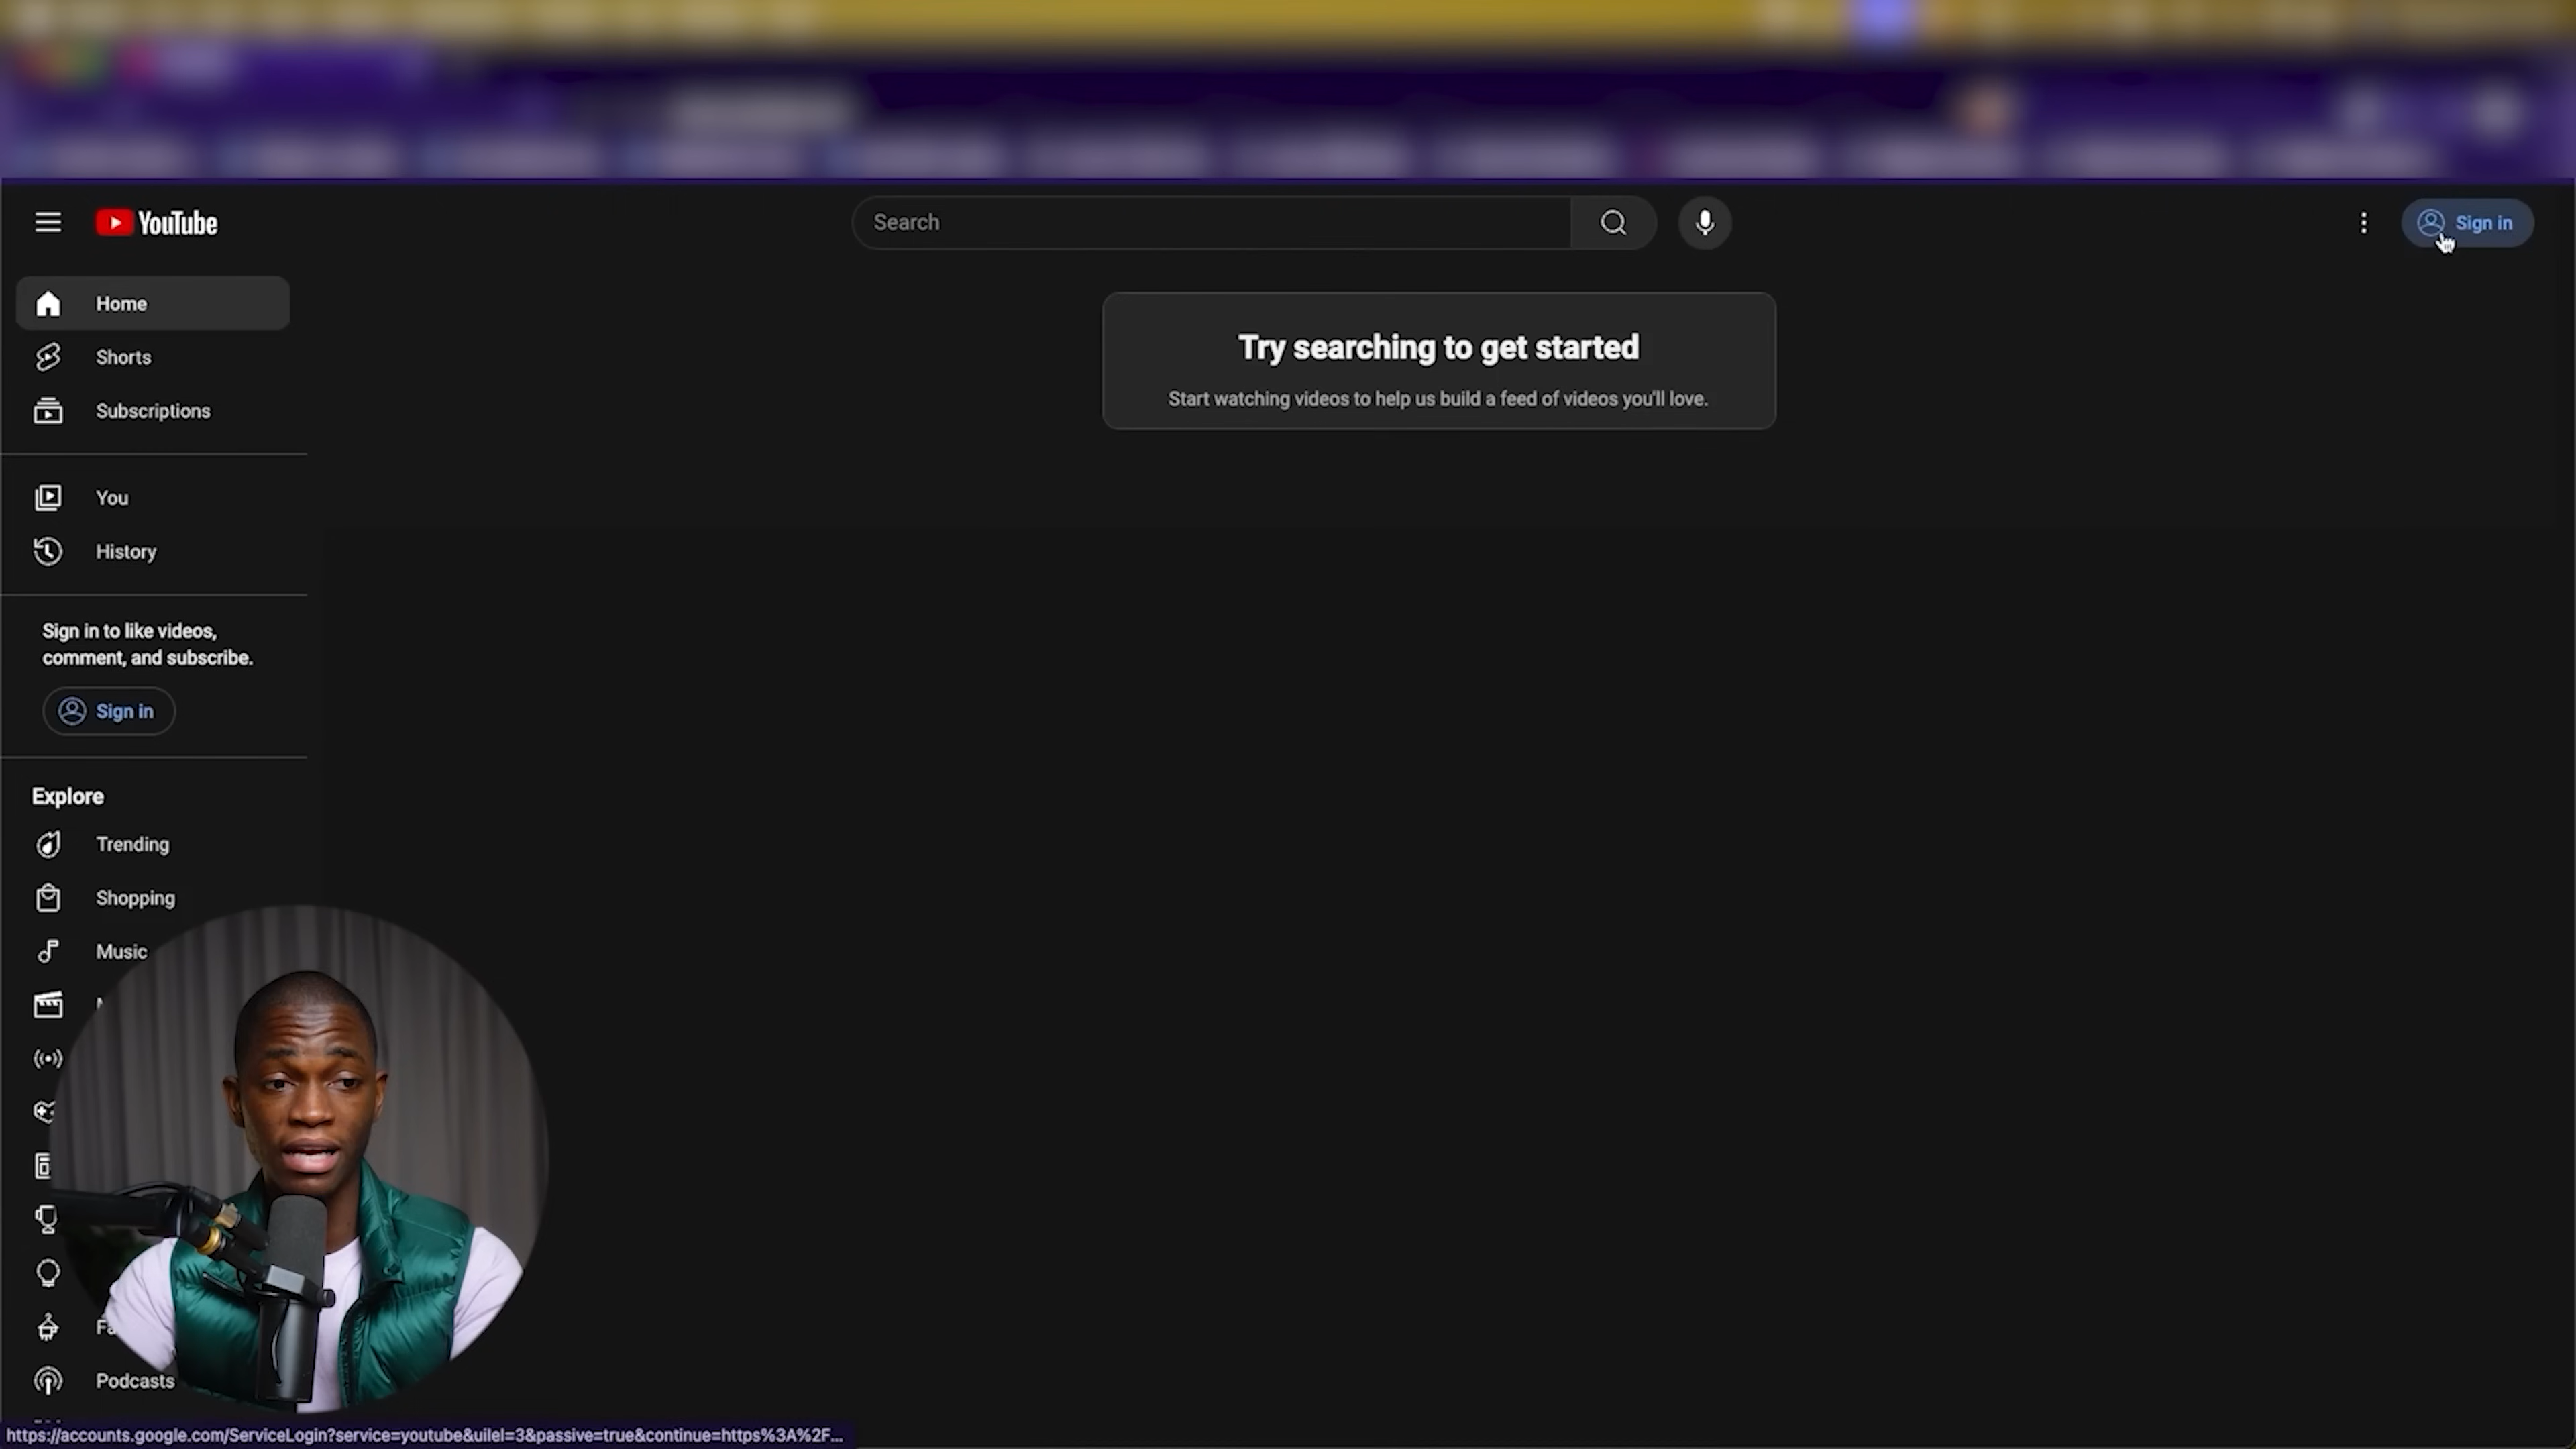 YouTube
Search
Sign in
Home
Shorts
Subscriptions
You
History
Sign in to like videos,
comment, and subscribe.
Sign in
Explore
Trending
Shopping
Music
Podcasts
Try searching to get started
Start watching videos to help us build a feed of videos you'll love.
https://accounts.google.com/ServiceLogin?service=youtube&uilel=3&passive=true&continue=https%3A%2F...